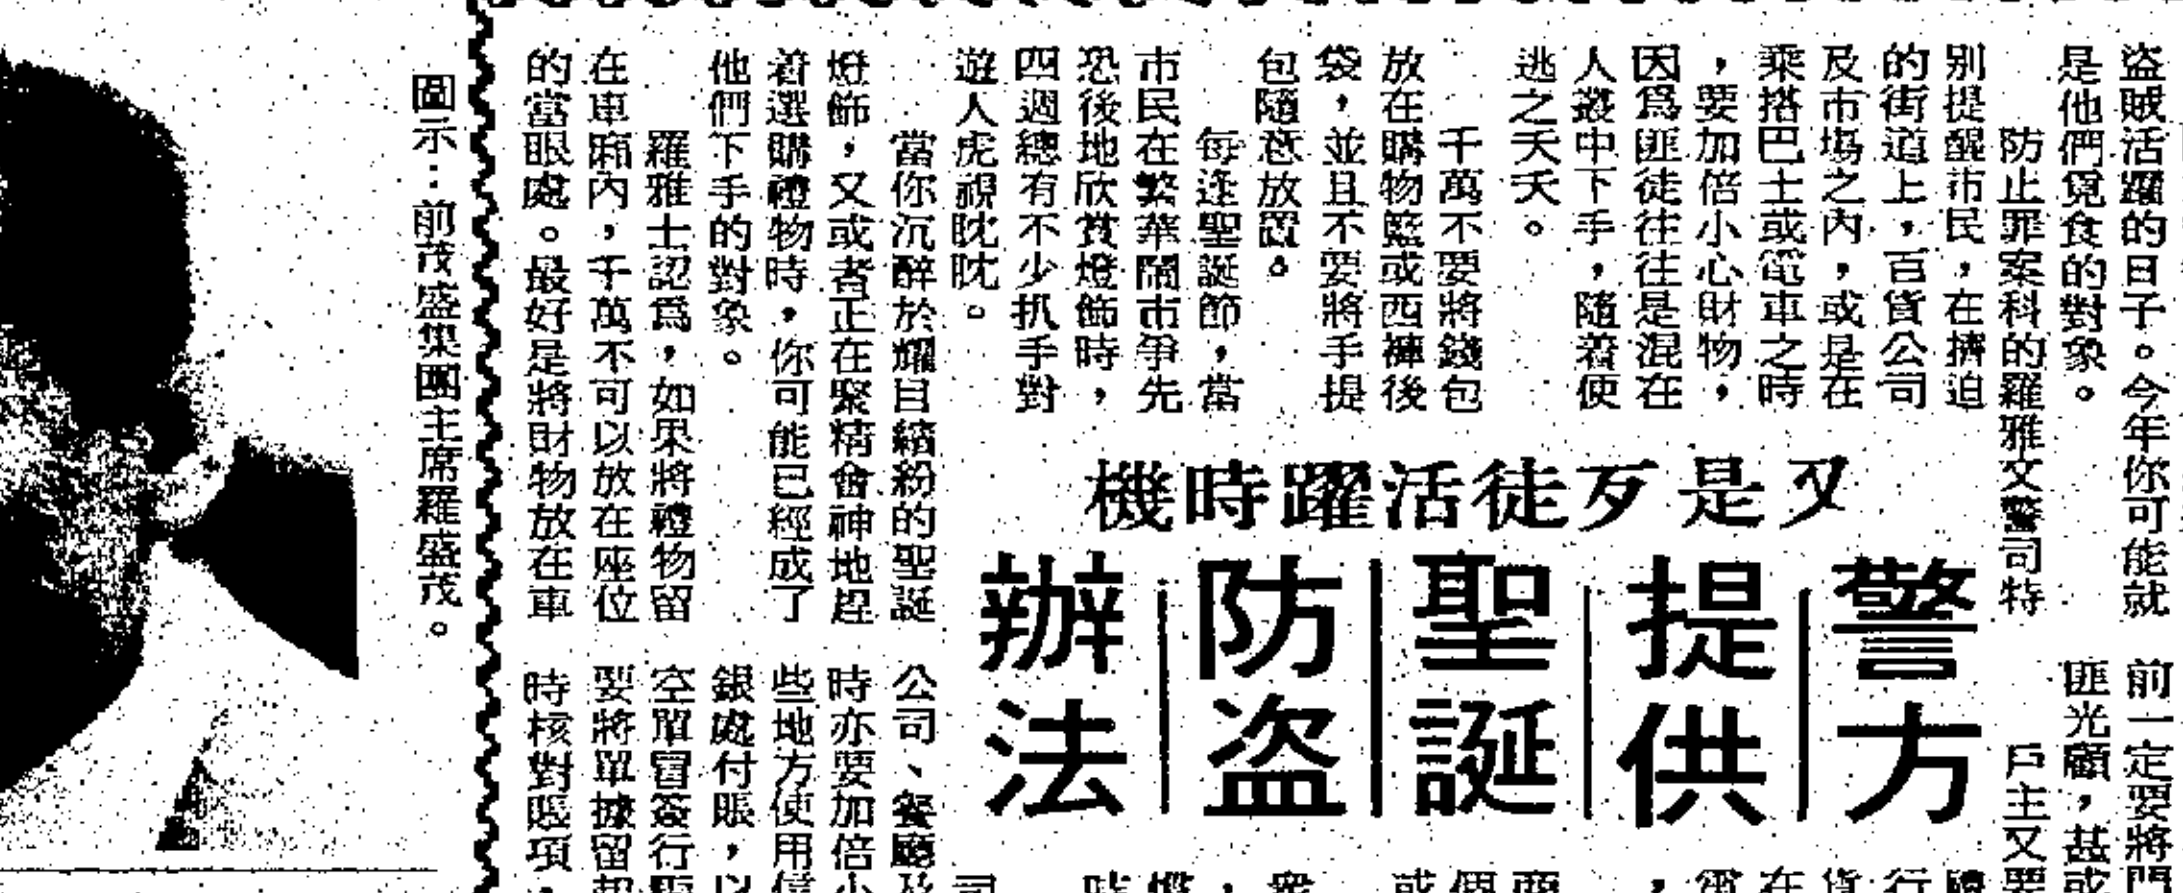 又是歹徒活躍時機
警方
提供
聖誕
防盜
辦法
盜賊活躍的日子。今年你可能就
是他們覓食的對象。
防止罪案科的羅雅文警司特
別提醒市民，在擠迫
的街道上，百貨公司
及市場之內，或是在
乘搭巴士或電車之時
，要加倍小心財物，
因爲匪徒往往是混在
人叢中下手，隨着便
逃之夭夭。
千萬不要將錢包
放在購物籃或西褲後
袋，並且不要將手提
包隨意放置。
每逢聖誕節，當
市民在繁華鬧市爭先
恐後地欣賞燈飾時，
四週總有不少扒手對
遊人虎視眈眈。
當你沉醉於耀目繽紛的聖誕
燈飾，又或者正在聚精會神地趕
着選購禮物時，你可能已經成了
他們下手的對象。
羅雅士認爲，如果將禮物留
在車廂內，千萬不可以放在座位
的當眼處。最好是將財物放在車
前一定要將門
匪光顧，甚或
戶主又要
公司、餐廳及
時亦要加倍小
些地方使用信
銀處付賬，以
空單冒簽行騙
要將單據留起
時核對賬項，
圖示：前茂盛集團主席羅盛茂。